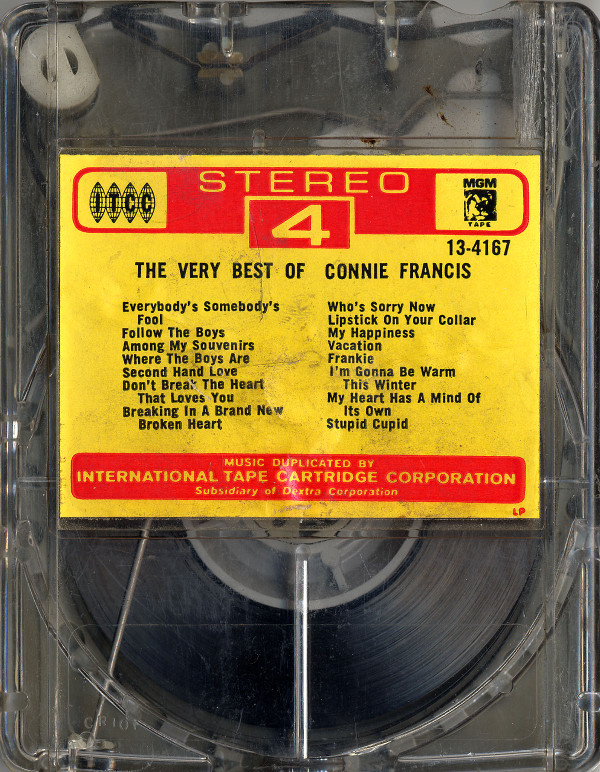 STEREO
ITCC
4
MGM
TAPE
13-4167
THE VERY BEST OF CONNIE FRANCIS
Everybody's Somebody's
Fool
Follow The Boys
Among My Souvenirs
Where The Boys Are
Second Hand Love
Don't Break The Heart
That Loves You
Breaking In A Brand New
Broken Heart
Who's Sorry Now
Lipstick On Your Collar
My Happiness
Vacation
Frankie
I'm Gonna Be Warm
This Winter
My Heart Has A Mind Of
Its Own
Stupid Cupid
MUSIC DUPLICATED BY
INTERNATIONAL TAPE CARTRIDGE CORPORATION
Subsidiary of Dextra Corporation
LP